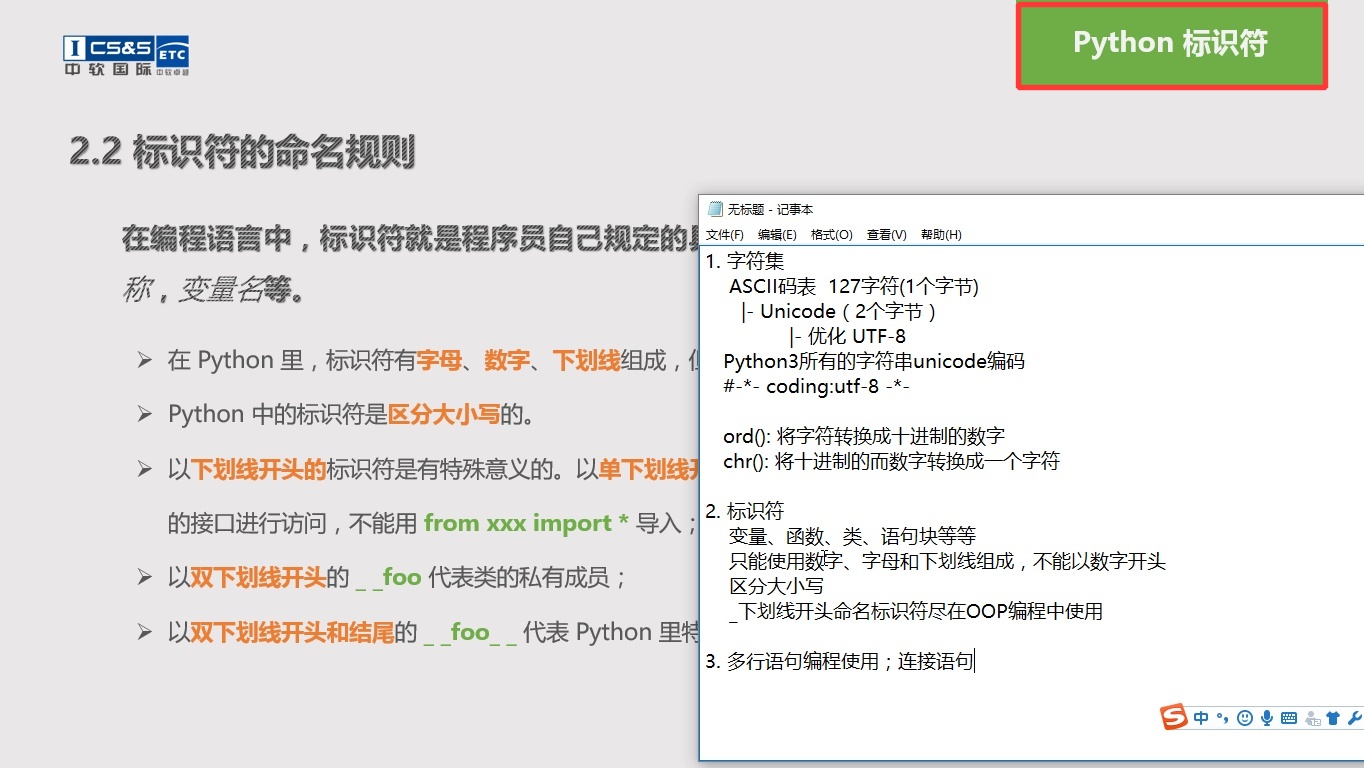 I CS&S ETC
中软国际 中软卓越
Python 标识符
2.2 标识符的命名规则
在编程语言中，标识符就是程序员自己规定的
称，变量名等。
➢ 在 Python 里，标识符有字母、数字、下划线组成，
➢ Python 中的标识符是区分大小写的。
➢ 以下划线开头的标识符是有特殊意义的。以单下划线
的接口进行访问，不能用 from xxx import * 导入；
➢ 以双下划线开头的 _ _foo 代表类的私有成员；
➢ 以双下划线开头和结尾的 _ _foo_ _ 代表 Python 里
无标题 - 记事本
文件(F) 编辑(E) 格式(O) 查看(V) 帮助(H)
1. 字符集
ASCII码表 127字符(1个字节)
|- Unicode（2个字节）
|- 优化 UTF-8
Python3所有的字符串unicode编码
#-*- coding:utf-8 -*-
ord(): 将字符转换成十进制的数字
chr(): 将十进制的而数字转换成一个字符
2. 标识符
变量、函数、类、语句块等等
只能使用数字、字母和下划线组成，不能以数字开头
区分大小写
_下划线开头命名标识符尽在OOP编程中使用
3. 多行语句编程使用；连接语句
S 中